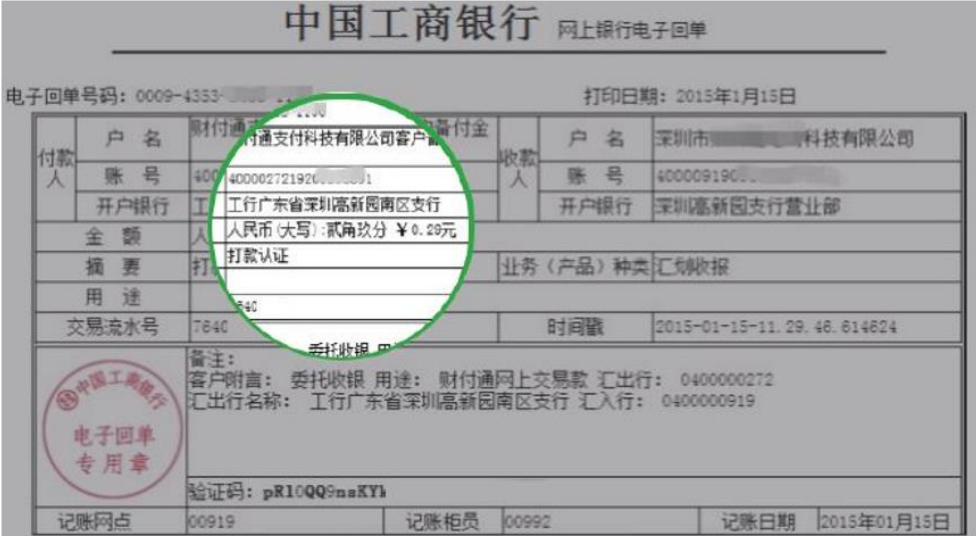 中国工商银行 网上银行电子回单
电子回单号码：0009-4353- 打印日期：2015年1月15日
付款人 户 名 财付通支付科技有限公司客户备付金 收款人 户 名 深圳市 科技有限公司
账 号 40000271920 账 号 400009190
开户银行 工行广东省深圳高新园南区支行 开户银行 深圳高新园支行营业部
金 额 人民币(大写):贰角玖分 ￥0.29元
摘 要 打款认证 业务（产品）种类 汇划收报
用 途
交易流水号 7640 时间戳 2015-01-15-11.29.46.614624
中国工商银行
电子回单
专用章
备注：
客户附言： 委托收银 用途： 财付通网上交易款 汇出行： 0400000272
汇出行名称： 工行广东省深圳高新园南区支行 汇入行： 0400000919
验证码：pR10QQ9nsKYk
记账网点 00919 记账柜员 00992 记账日期 2015年01月15日